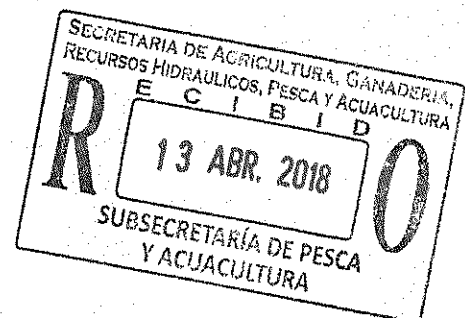 SECRETARIA DE AGRICULTURA, GANADERIA,
RECURSOS HIDRAULICOS, PESCA Y ACUACULTURA
R E C I B I D O
13 ABR. 2018
SUBSECRETARÍA DE PESCA
Y ACUACULTURA